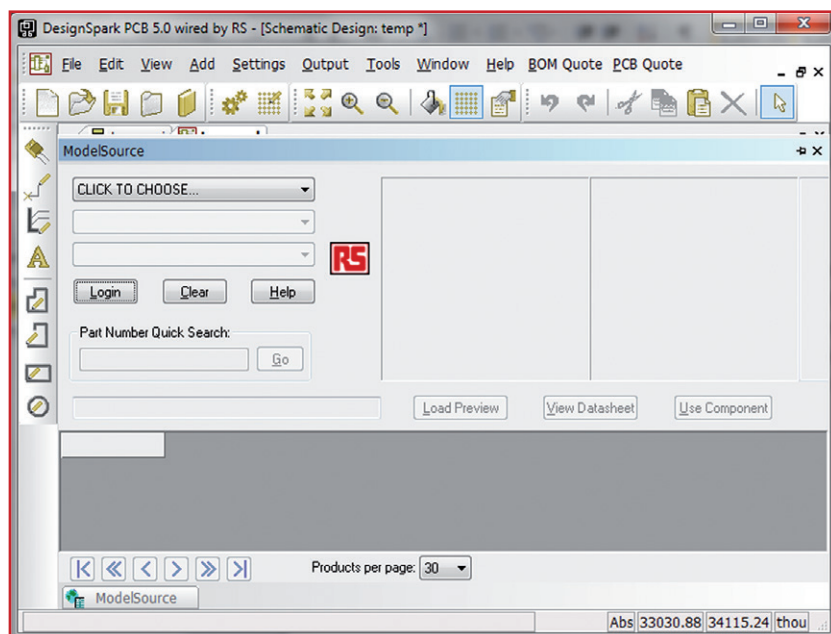 DesignSpark PCB 5.0 wired by RS - [Schematic Design: temp *]
File Edit View Add Settings Output Tools Window Help BOM Quote PCB Quote
ModelSource
CLICK TO CHOOSE...
RS
Login Clear Help
Part Number Quick Search:
Go
Load Preview View Datasheet Use Component
Products per page: 30
ModelSource
Abs 33030.88 34115.24 thou